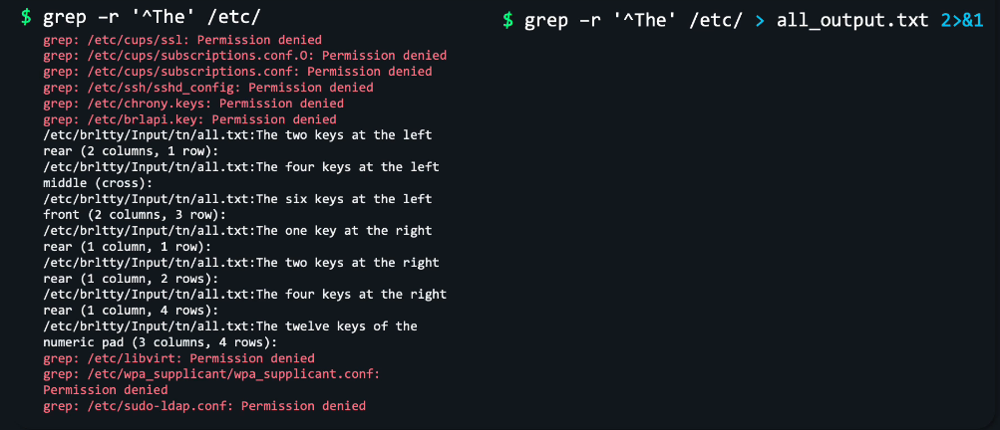 $ grep -r '^The' /etc/
grep: /etc/cups/ssl: Permission denied
grep: /etc/cups/subscriptions.conf.O: Permission denied
grep: /etc/cups/subscriptions.conf: Permission denied
grep: /etc/ssh/sshd_config: Permission denied
grep: /etc/chrony.keys: Permission denied
grep: /etc/brlapi.key: Permission denied
/etc/brltty/Input/tn/all.txt:The two keys at the left
rear (2 columns, 1 row):
/etc/brltty/Input/tn/all.txt:The four keys at the left
middle (cross):
/etc/brltty/Input/tn/all.txt:The six keys at the left
front (2 columns, 3 row):
/etc/brltty/Input/tn/all.txt:The one key at the right
rear (1 column, 1 row):
/etc/brltty/Input/tn/all.txt:The two keys at the right
rear (1 column, 2 rows):
/etc/brltty/Input/tn/all.txt:The four keys at the right
rear (1 column, 4 rows):
/etc/brltty/Input/tn/all.txt:The twelve keys of the
numeric pad (3 columns, 4 rows):
grep: /etc/libvirt: Permission denied
grep: /etc/wpa_supplicant/wpa_supplicant.conf:
Permission denied
grep: /etc/sudo-ldap.conf: Permission denied
$ grep -r '^The' /etc/ > all_output.txt 2>&1